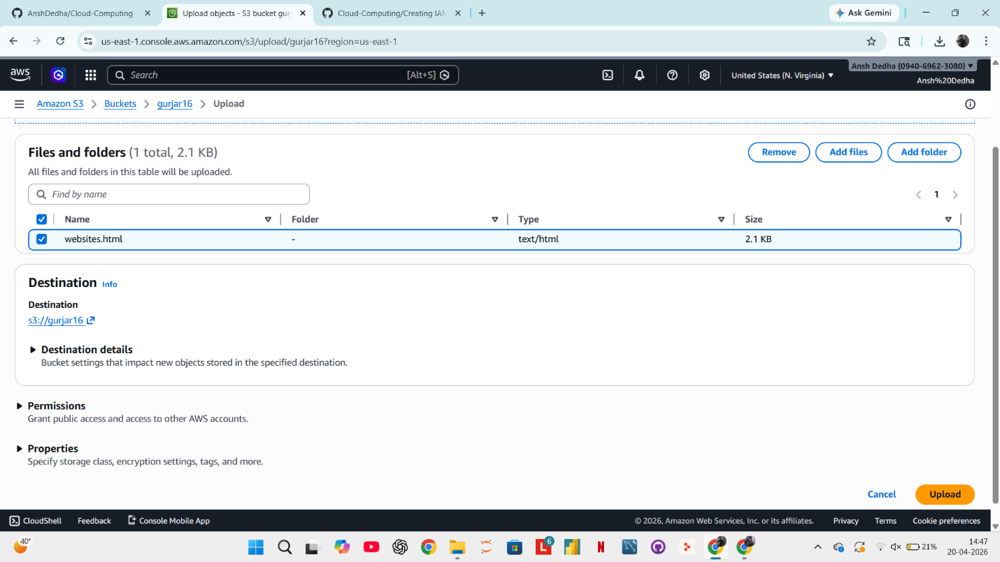 AnshDedha/Cloud-Computing
Upload objects - S3 bucket gurj
Cloud-Computing/Creating IAM
Ask Gemini
us-east-1.console.aws.amazon.com/s3/upload/gurjar16?region=us-east-1
aws
Search
[Alt+S]
United States (N. Virginia)
Ansh Dedha (0940-6962-3080)
Ansh%20Dedha
Amazon S3
Buckets
gurjar16
Upload
Files and folders (1 total, 2.1 KB)
Remove
Add files
Add folder
All files and folders in this table will be uploaded.
Find by name
1
Name
Folder
Type
Size
websites.html
-
text/html
2.1 KB
Destination Info
Destination
s3://gurjar16
Destination details
Bucket settings that impact new objects stored in the specified destination.
Permissions
Grant public access and access to other AWS accounts.
Properties
Specify storage class, encryption settings, tags, and more.
Cancel
Upload
CloudShell
Feedback
Console Mobile App
© 2026, Amazon Web Services, Inc. or its affiliates.
Privacy
Terms
Cookie preferences
40°
L
6
N
21%
14:47
20-04-2026